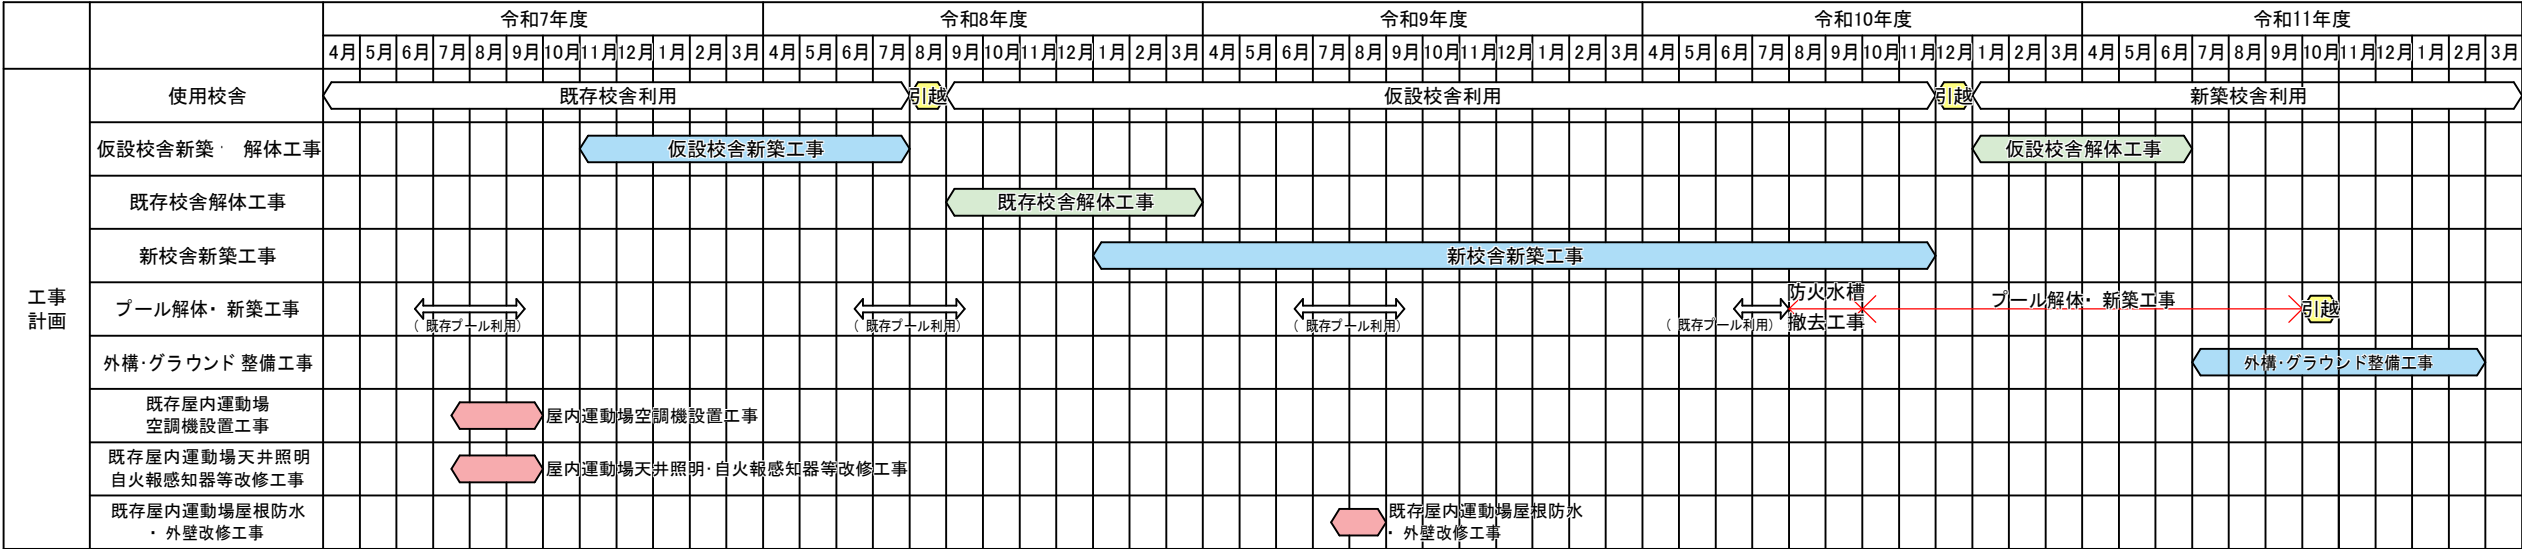 令和7年度 令和8年度 令和9年度 令和10年度 令和11年度
4月 5月 6月 7月 8月 9月 10月 11月 12月 1月 2月 3月 4月 5月 6月 7月 8月 9月 10月 11月 12月 1月 2月 3月 4月 5月 6月 7月 8月 9月 10月 11月 12月 1月 2月 3月 4月 5月 6月 7月 8月 9月 10月 11月 12月 1月 2月 3月 4月 5月 6月 7月 8月 9月 10月 11月 12月 1月 2月 3月
工事
計画
使用校舎 既存校舎利用 引越 仮設校舎利用 引越 新築校舎利用
仮設校舎新築・ 解体工事 仮設校舎新築工事 仮設校舎解体工事
既存校舎解体工事 既存校舎解体工事
新校舎新築工事 新校舎新築工事
プール解体・新築工事 (既存プール利用) (既存プール利用) (既存プール利用) (既存プール利用)
防火水槽
撤去工事
プール解体・新築工事 引越
外構・グラウンド整備工事 外構・グラウンド整備工事
既存屋内運動場
空調機設置工事
屋内運動場空調機設置工事
既存屋内運動場天井照明
自火報感知器等改修工事
屋内運動場天井照明・自火報感知器等改修工事
既存屋内運動場屋根防水
・外壁改修工事
既存屋内運動場屋根防水
・外壁改修工事